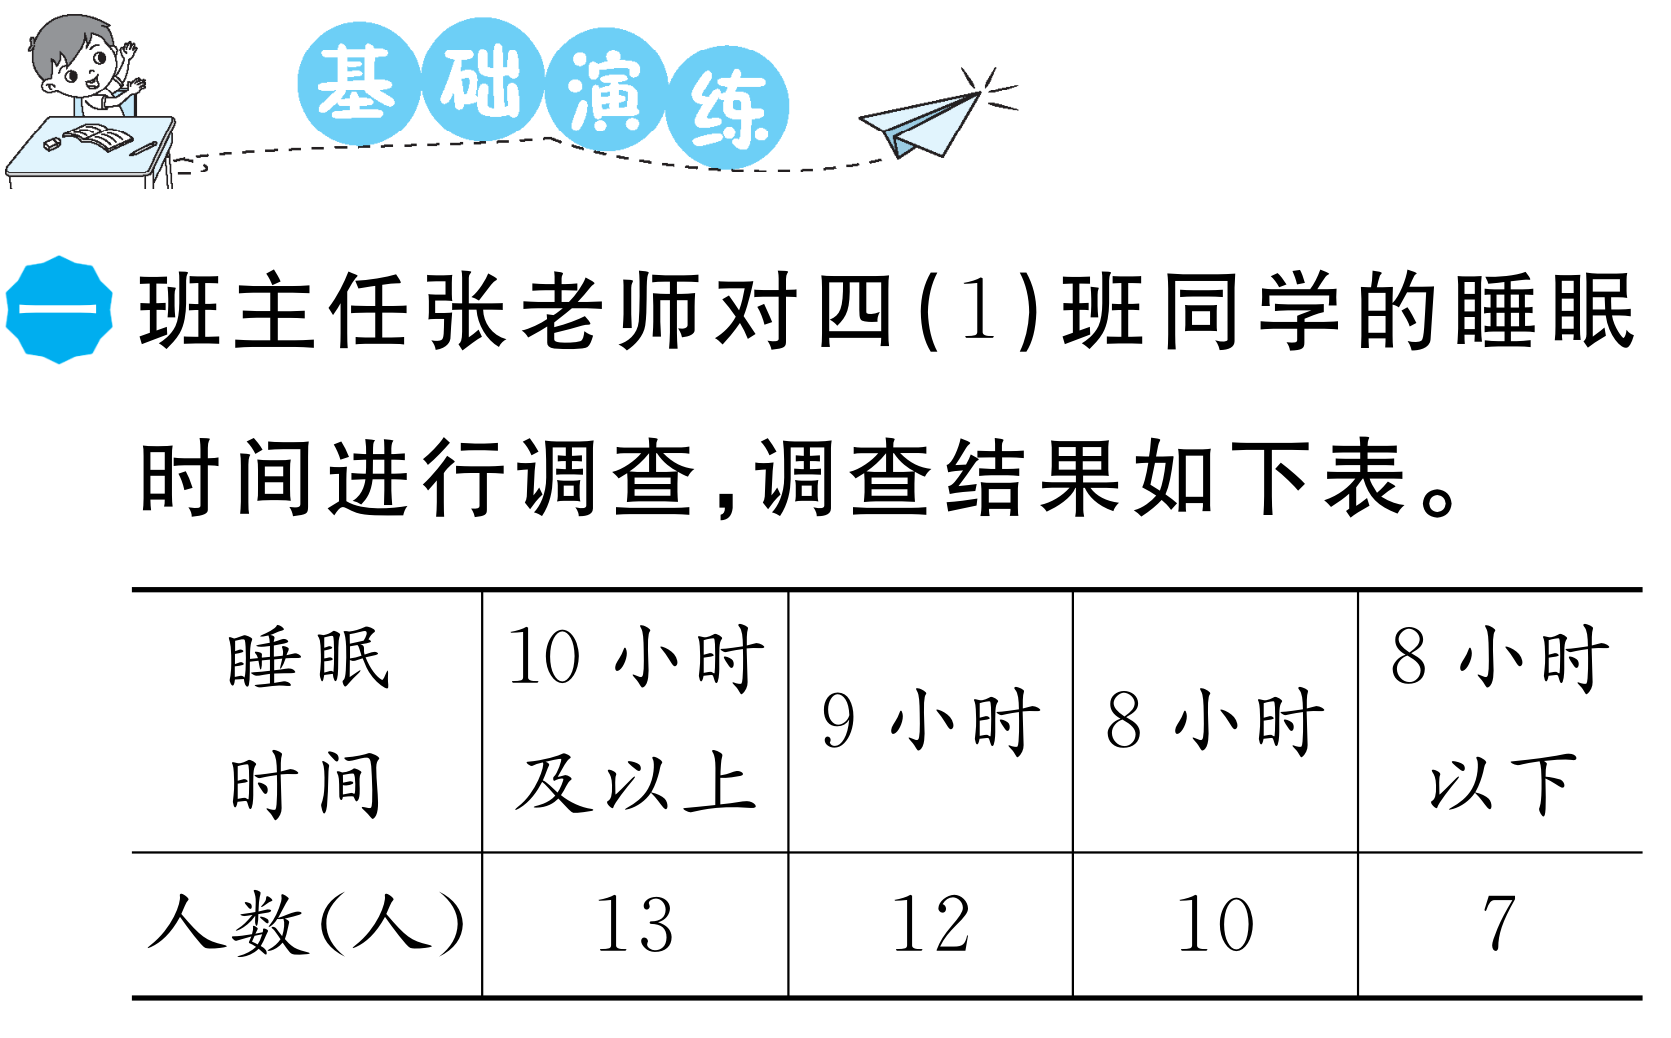 基础演练
一 班主任张老师对四(1)班同学的睡眠
时间进行调查,调查结果如下表。
睡眠时间 10 小时及以上 9 小时 8 小时 8 小时以下
人数(人) 13 12 10 7